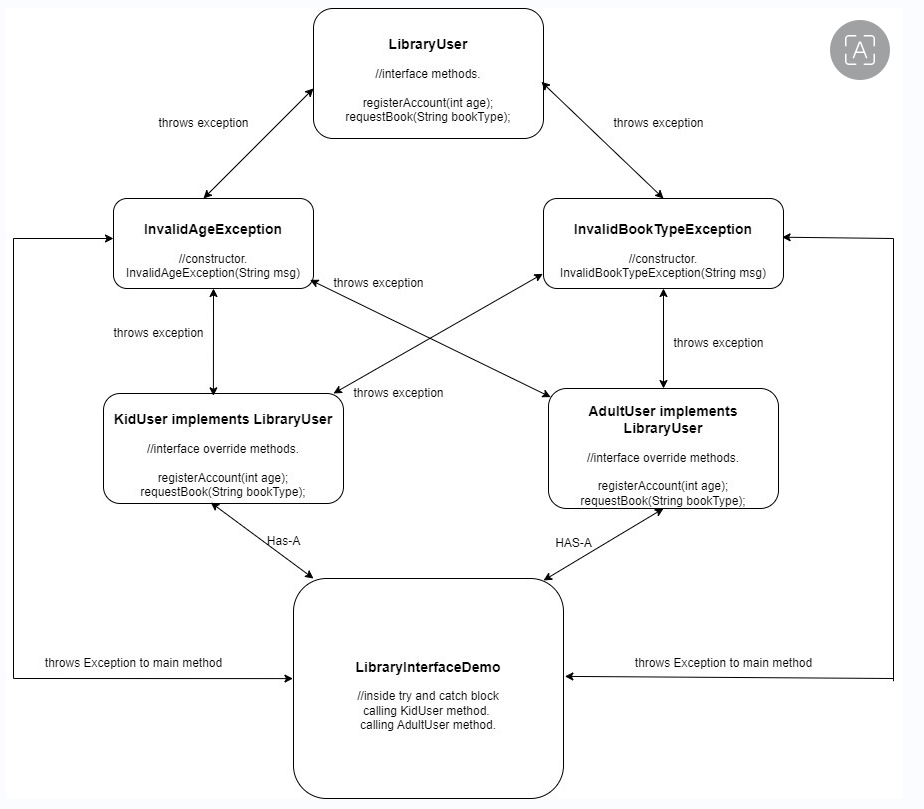 LibraryUser
//interface methods.
registerAccount(int age);
requestBook(String bookType);
throws exception
throws exception
InvalidAgeException
//constructor.
InvalidAgeException(String msg)
InvalidBookTypeException
//constructor.
InvalidBookTypeException(String msg)
throws exception
throws exception
throws exception
throws exception
KidUser implements LibraryUser
//interface override methods.
registerAccount(int age);
requestBook(String bookType);
AdultUser implements
LibraryUser
//interface override methods.
registerAccount(int age);
requestBook(String bookType);
Has-A
HAS-A
throws Exception to main method
throws Exception to main method
LibraryInterfaceDemo
//inside try and catch block
calling KidUser method.
calling AdultUser method.
A